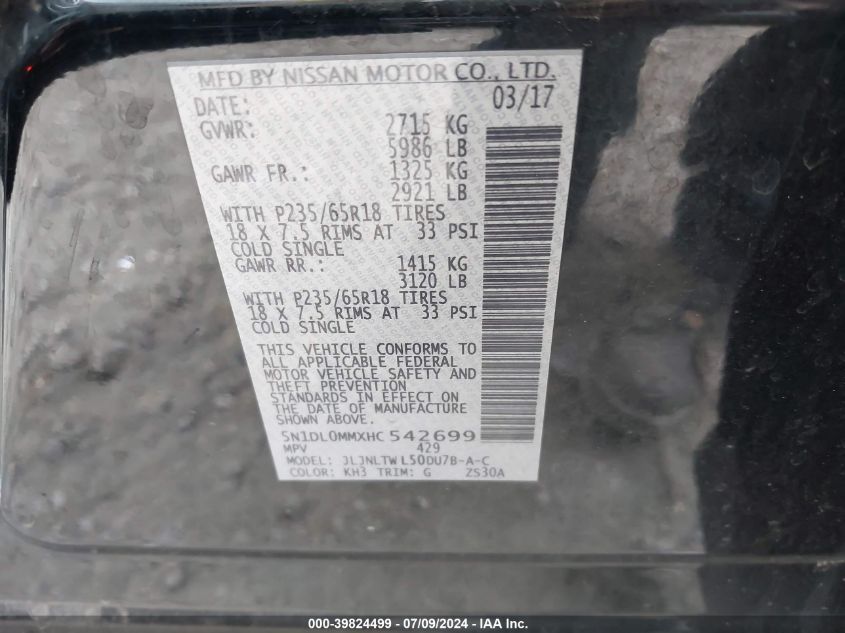 MFD BY NISSAN MOTOR CO., LTD.
DATE: 03/17
GVWR: 2715 KG
5986 LB
GAWR FR.: 1325 KG
2921 LB
WITH P235/65R18 TIRES
18 X 7.5 RIMS AT 33 PSI
COLD SINGLE
GAWR RR.: 1415 KG
3120 LB
WITH P235/65R18 TIRES
18 X 7.5 RIMS AT 33 PSI
COLD SINGLE
THIS VEHICLE CONFORMS TO
ALL APPLICABLE FEDERAL
MOTOR VEHICLE SAFETY AND
THEFT PREVENTION
STANDARDS IN EFFECT ON
THE DATE OF MANUFACTURE
SHOWN ABOVE.
5N1DL0MMXHC542699
MPV 429
MODEL: JLJNLTWL50DU7B-A-C
COLOR: KH3 TRIM: G ZS30A
000-39824499 - 07/09/2024 - IAA Inc.